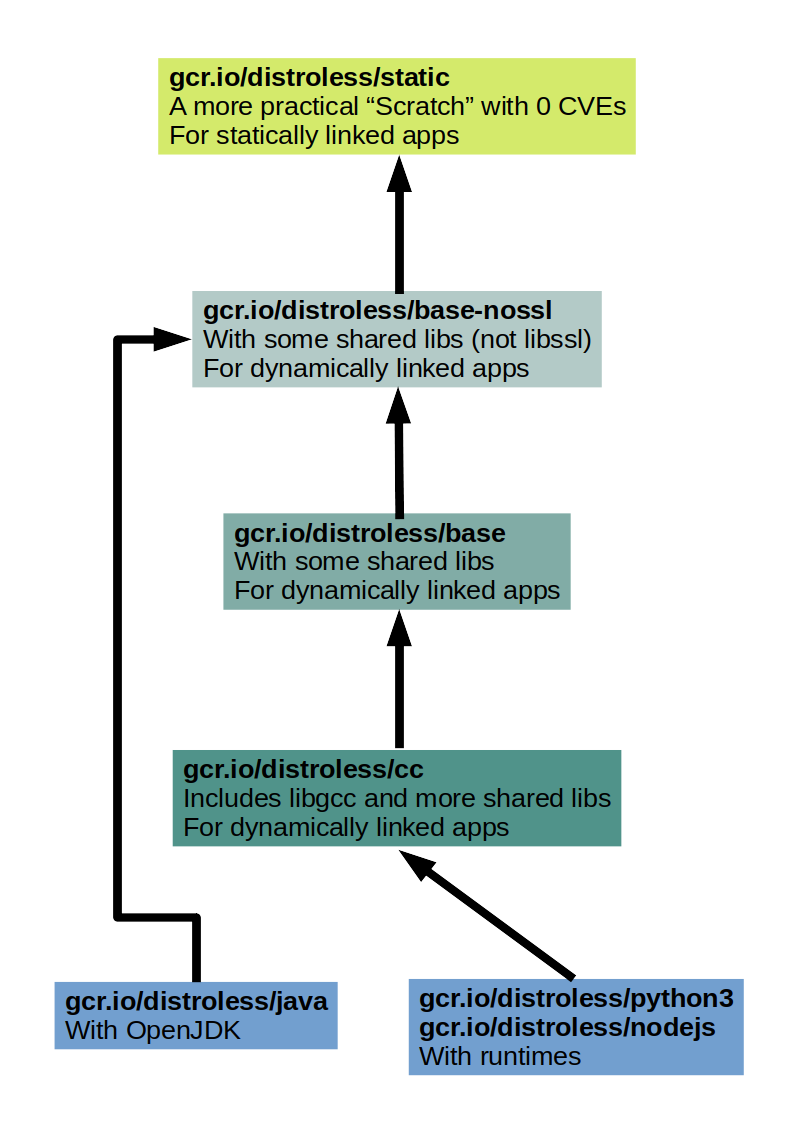 gcr.io/distroless/static
A more practical “Scratch” with 0 CVEs
For statically linked apps
gcr.io/distroless/base-nossl
With some shared libs (not libssl)
For dynamically linked apps
gcr.io/distroless/base
With some shared libs
For dynamically linked apps
gcr.io/distroless/cc
Includes libgcc and more shared libs
For dynamically linked apps
gcr.io/distroless/java
With OpenJDK
gcr.io/distroless/python3
gcr.io/distroless/nodejs
With runtimes